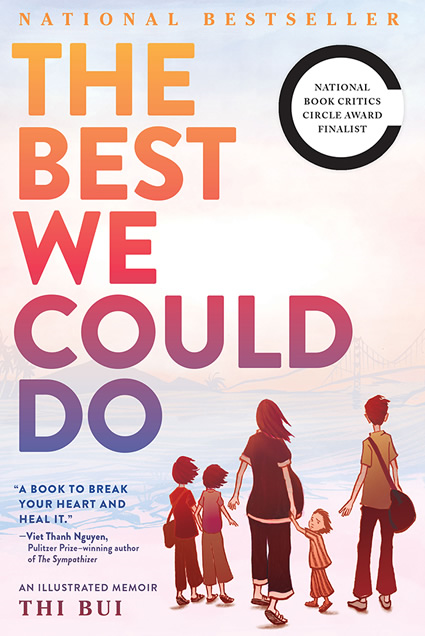 NATIONAL BESTSELLER
THE
BEST
WE
COULD
DO
NATIONAL
BOOK CRITICS
CIRCLE AWARD
FINALIST
“A BOOK TO BREAK
YOUR HEART AND
HEAL IT.”
—Viet Thanh Nguyen,
Pulitzer Prize–winning author
of The Sympathizer
AN ILLUSTRATED MEMOIR
THI BUI